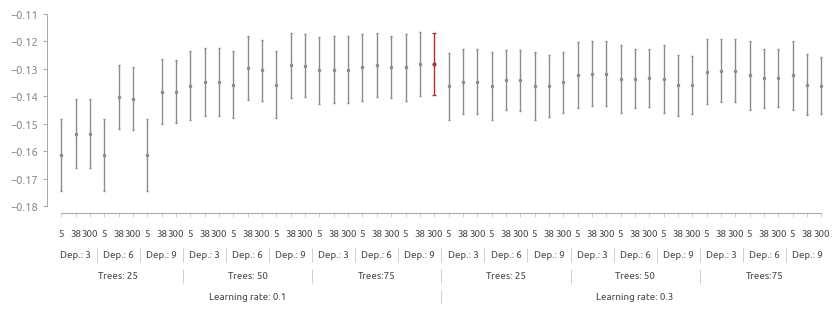 −0.11
−0.12
−0.13
−0.14
−0.15
−0.16
−0.17
−0.18
5 38 300 5 38 300 5 38 300 5 38 300 5 38 300 5 38 300 5 38 300 5 38 300 5 38 300 5 38 300 5 38 300 5 38 300 5 38 300 5 38 300 5 38 300 5 38 300 5 38 300 5 38 300
Dep.: 3 Dep.: 6 Dep.: 9 Dep.: 3 Dep.: 6 Dep.: 9 Dep.: 3 Dep.: 6 Dep.: 9 Dep.: 3 Dep.: 6 Dep.: 9 Dep.: 3 Dep.: 6 Dep.: 9 Dep.: 3 Dep.: 6 Dep.: 9
Trees: 25 Trees: 50 Trees:75 Trees: 25 Trees: 50 Trees:75
Learning rate: 0.1 Learning rate: 0.3